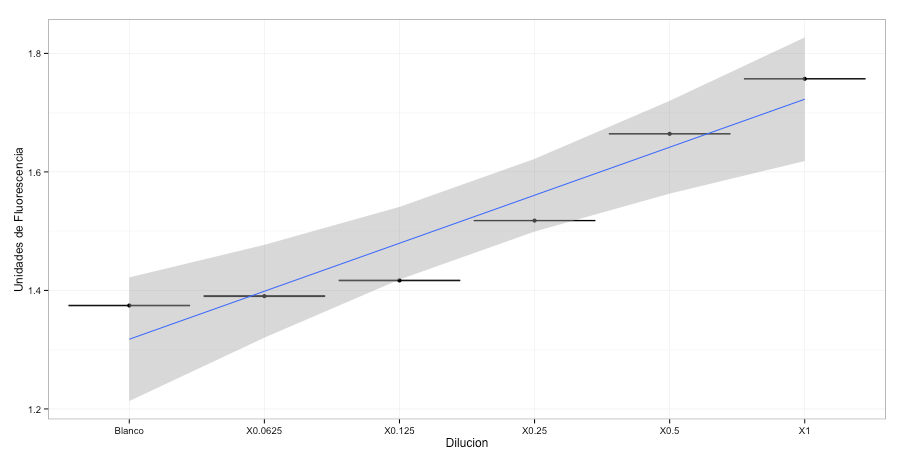 Unidades de Fluorescencia
1.8
1.6
1.4
1.2
Blanco X0.0625 X0.125 X0.25 X0.5 X1
Dilucion